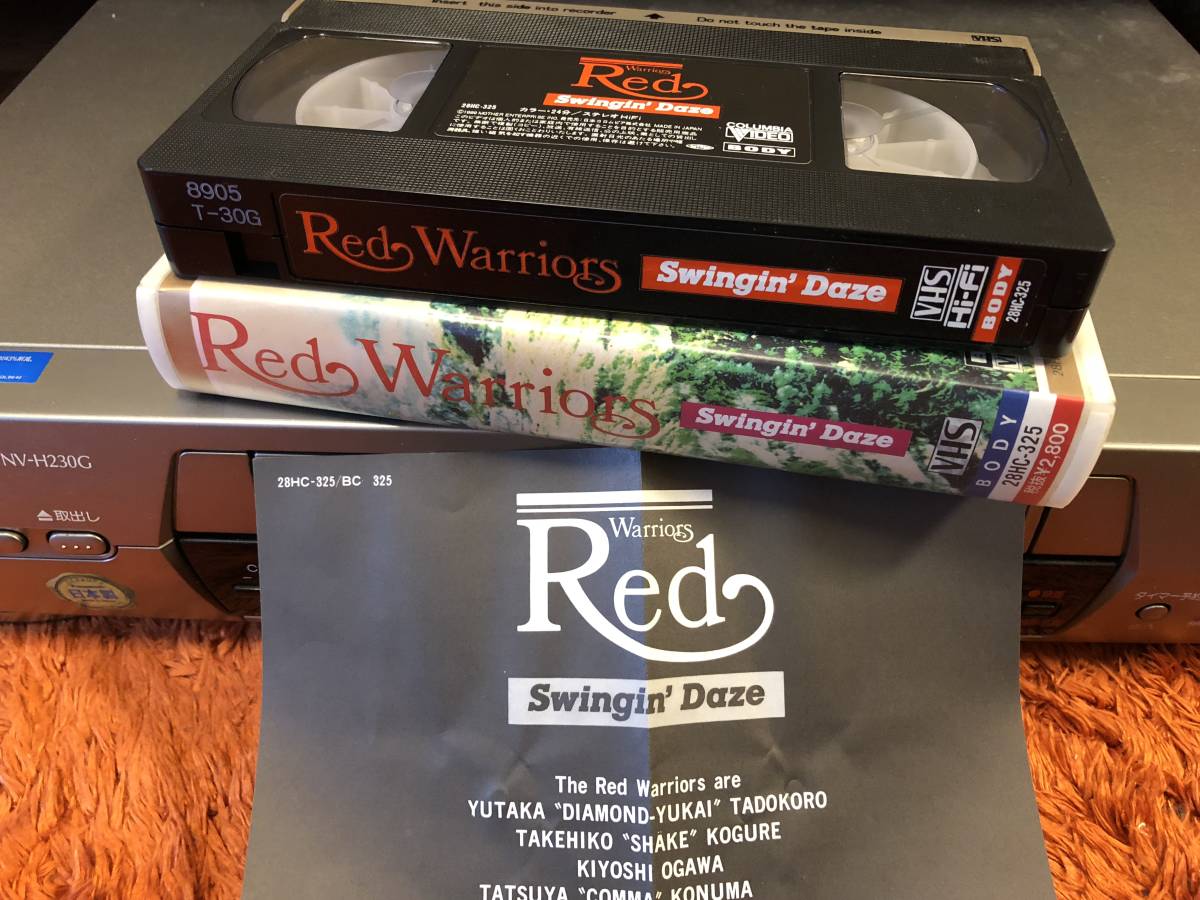 Insert this side into recorder
Do not touch the tape inside
VHS
Warriors
Red
Swingin' Daze
28HC-325
カラー・24分/ステレオHiFi
MADE IN JAPAN
COLUMBIA
VIDEO
BODY
8905
T-30G
Red Warriors
Swingin' Daze
VHS
Hi-Fi
BODY
28HC-325
Red Warriors
Swingin' Daze
VHS
BODY
28HC-325
税抜¥2,800
NV-H230G
⏏取出し
日本製
28HC-325/BC 325
Warriors
Red
Swingin' Daze
The Red Warriors are
YUTAKA "DIAMOND-YUKAI" TADOKORO
TAKEHIKO "SHAKE" KOGURE
KIYOSHI OGAWA
TATSUYA "COMMA" KONUMA